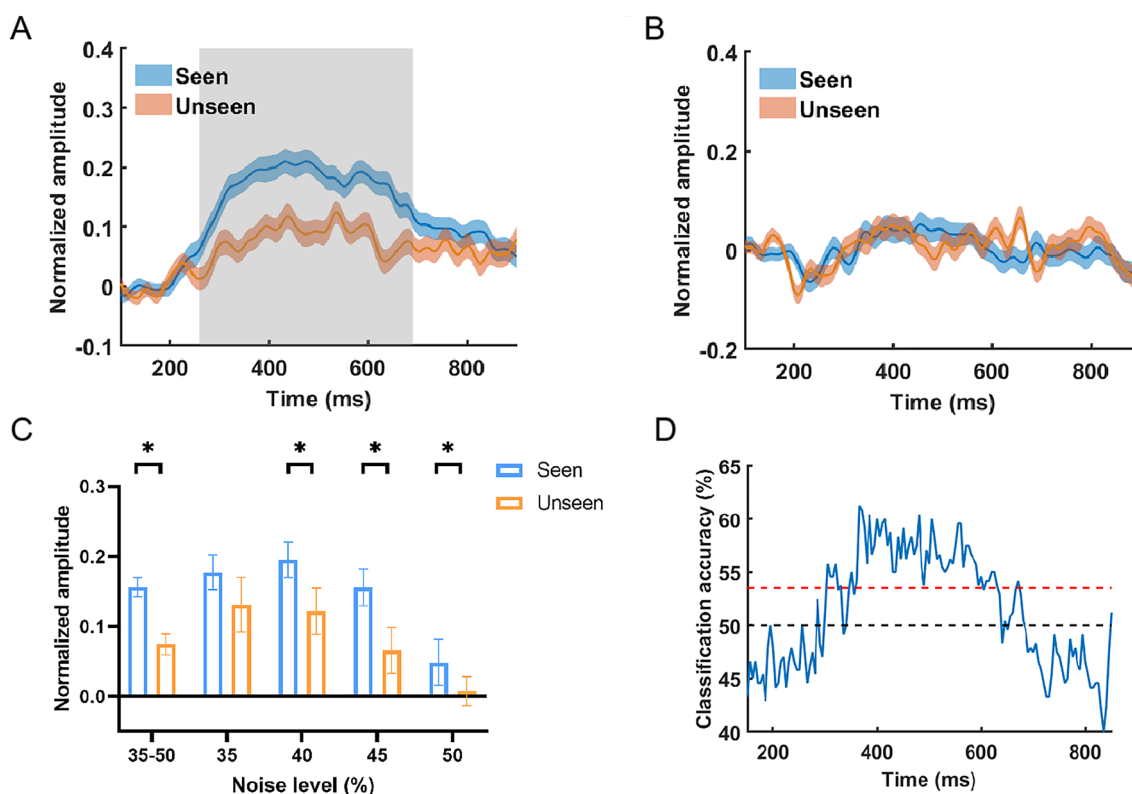 A
Normalized amplitude
0.4
0.3
0.2
0.1
0
-0.1
Seen
Unseen
200 400 600 800
Time (ms)
B
Normalized amplitude
0.4
0.2
0
-0.2
Seen
Unseen
200 400 600 800
Time (ms)
C
Normalized amplitude
0.3
0.2
0.1
0.0
* * * *
Seen
Unseen
35-50 35 40 45 50
Noise level (%)
D
Classification accuracy (%)
65
60
55
50
45
40
200 400 600 800
Time (ms)